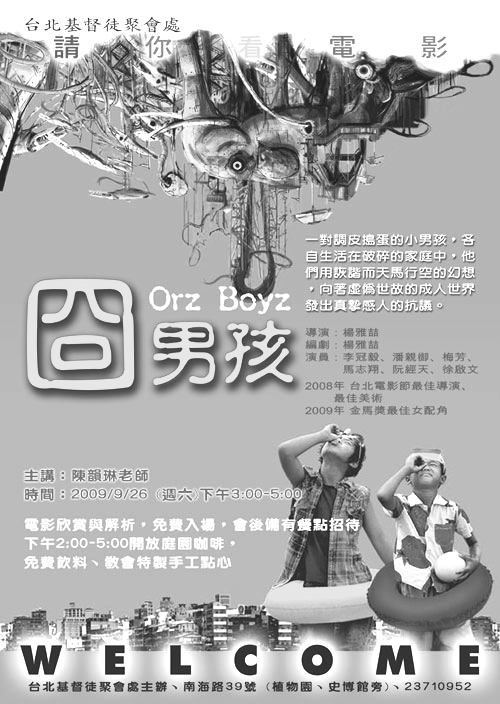 台北基督徒聚會處
請你看電影
一對調皮搗蛋的小男孩，各
自生活在破碎的家庭中，他
們用詼諧而天馬行空的幻想
，向著虛偽世故的成人世界
發出真摯感人的抗議。
Orz Boyz
囧男孩
導演：楊雅喆
編劇：楊雅喆
演員：李冠毅、潘親御、梅芳、
馬志翔、阮經天、徐啟文
2008年 台北電影節最佳導演、
最佳美術
2009年 金馬獎最佳女配角
主講：陳韻琳老師
時間：2009/9/26 (週六)下午3:00-5:00
電影欣賞與解析，免費入場，會後備有餐點招待
下午2:00-5:00開放庭園咖啡，
免費飲料、教會特製手工點心
WELCOME
台北基督徒聚會處主辦、南海路39號 (植物園、史博館旁)、23710952